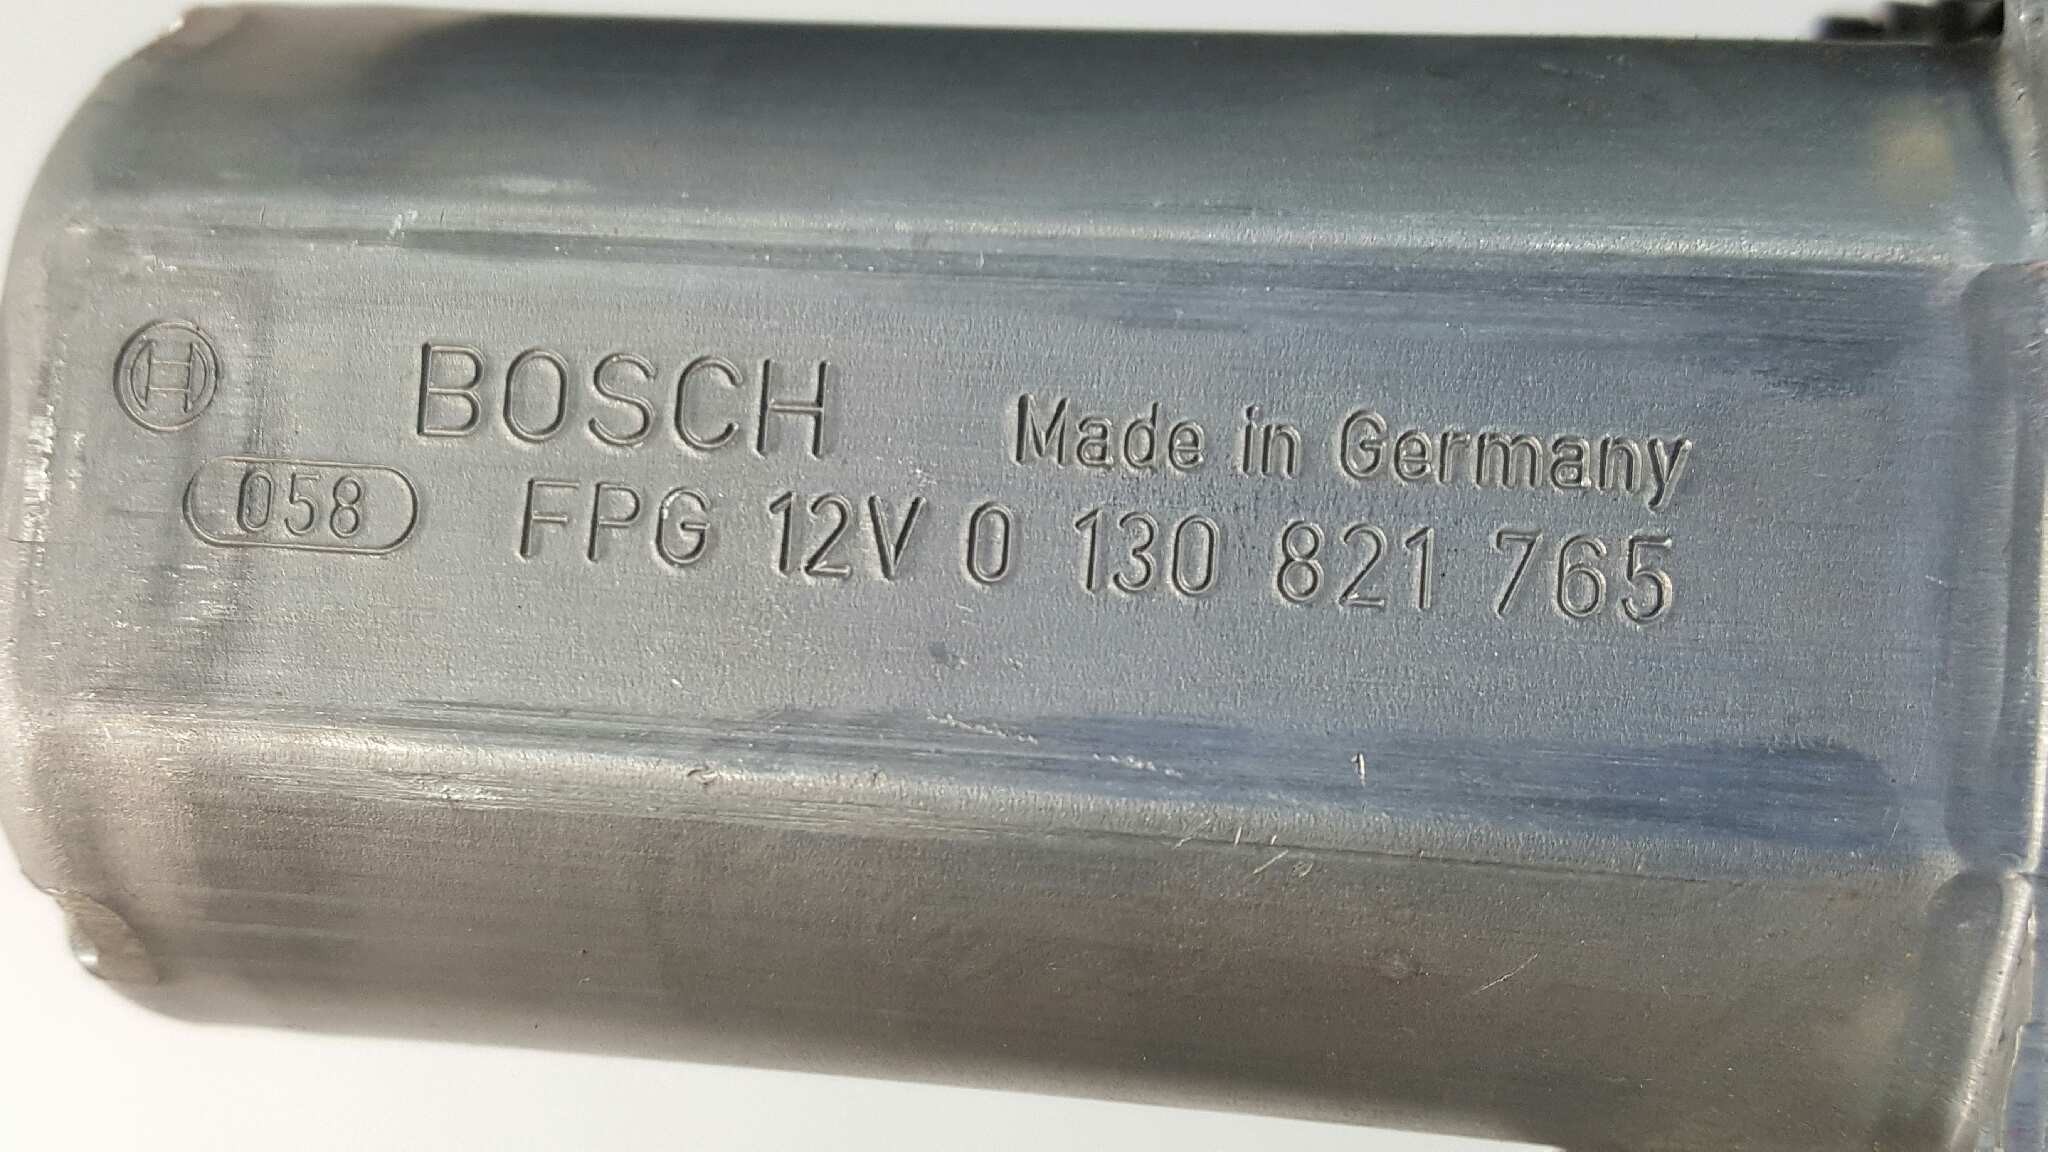 BOSCH Made in Germany
058 FPG 12V 0 130 821 765